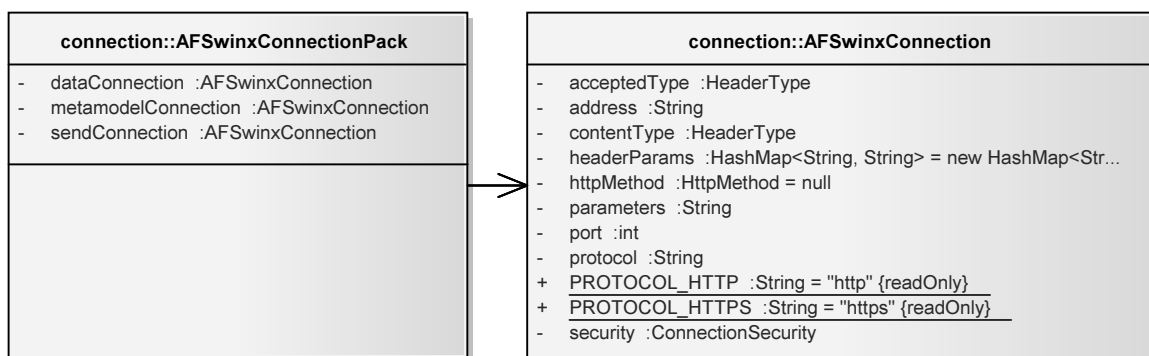 connection::AFSwinxConnectionPack
- dataConnection :AFSwinxConnection
- metamodelConnection :AFSwinxConnection
- sendConnection :AFSwinxConnection
connection::AFSwinxConnection
- acceptedType :HeaderType
- address :String
- contentType :HeaderType
- headerParams :HashMap<String, String> = new HashMap<Str...
- httpMethod :HttpMethod = null
- parameters :String
- port :int
- protocol :String
+ PROTOCOL_HTTP :String = "http" {readOnly}
+ PROTOCOL_HTTPS :String = "https" {readOnly}
- security :ConnectionSecurity